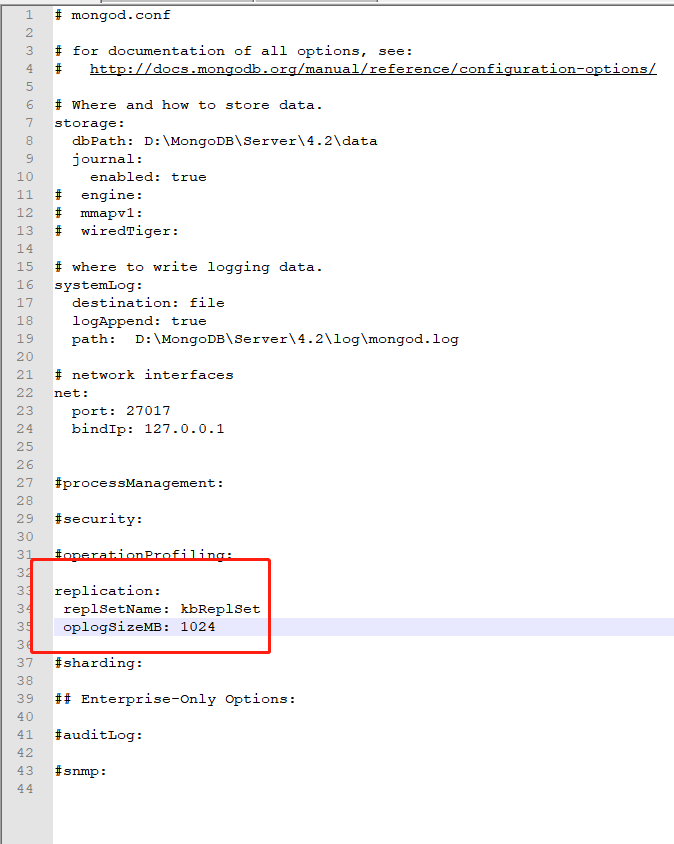 1 # mongod.conf
2
3 # for documentation of all options, see:
4 #   http://docs.mongodb.org/manual/reference/configuration-options/
5
6 # Where and how to store data.
7 storage:
8   dbPath: D:\MongoDB\Server\4.2\data
9   journal:
10     enabled: true
11 #  engine:
12 #  mmapv1:
13 #  wiredTiger:
14
15 # where to write logging data.
16 systemLog:
17   destination: file
18   logAppend: true
19   path:  D:\MongoDB\Server\4.2\log\mongod.log
20
21 # network interfaces
22 net:
23   port: 27017
24   bindIp: 127.0.0.1
25
26
27 #processManagement:
28
29 #security:
30
31 #operationProfiling:
32
33 replication:
34  replSetName: kbReplSet
35  oplogSizeMB: 1024
36
37 #sharding:
38
39 ## Enterprise-Only Options:
40
41 #auditLog:
42
43 #snmp:
44